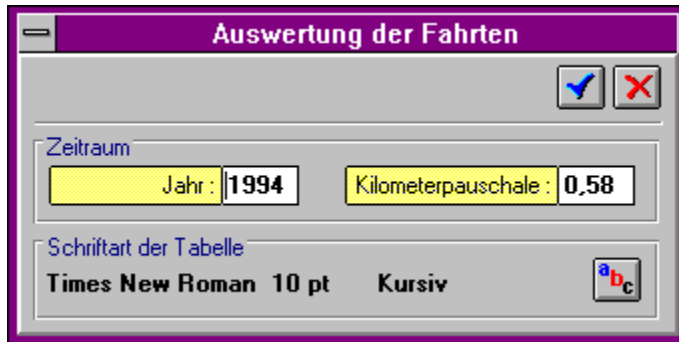 Auswertung der Fahrten
Zeitraum
Jahr : 1994 Kilometerpauschale : 0,58
Schriftart der Tabelle
Times New Roman 10 pt Kursiv
abc